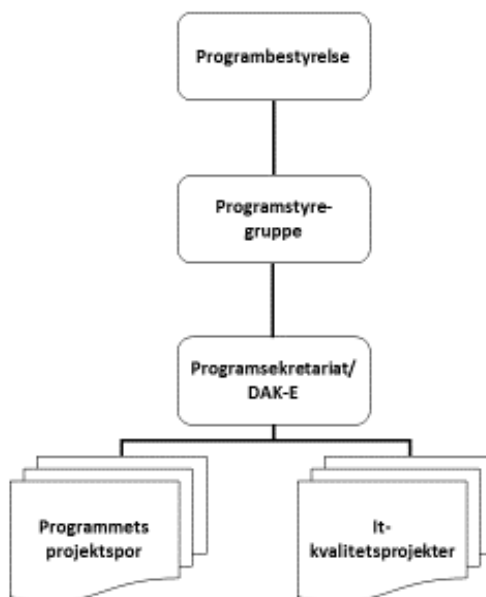 Programbestyrelse
Programstyre-
gruppe
Programsekretariat/
DAK-E
Programmets
projektspor
It-
kvalitetsprojekter